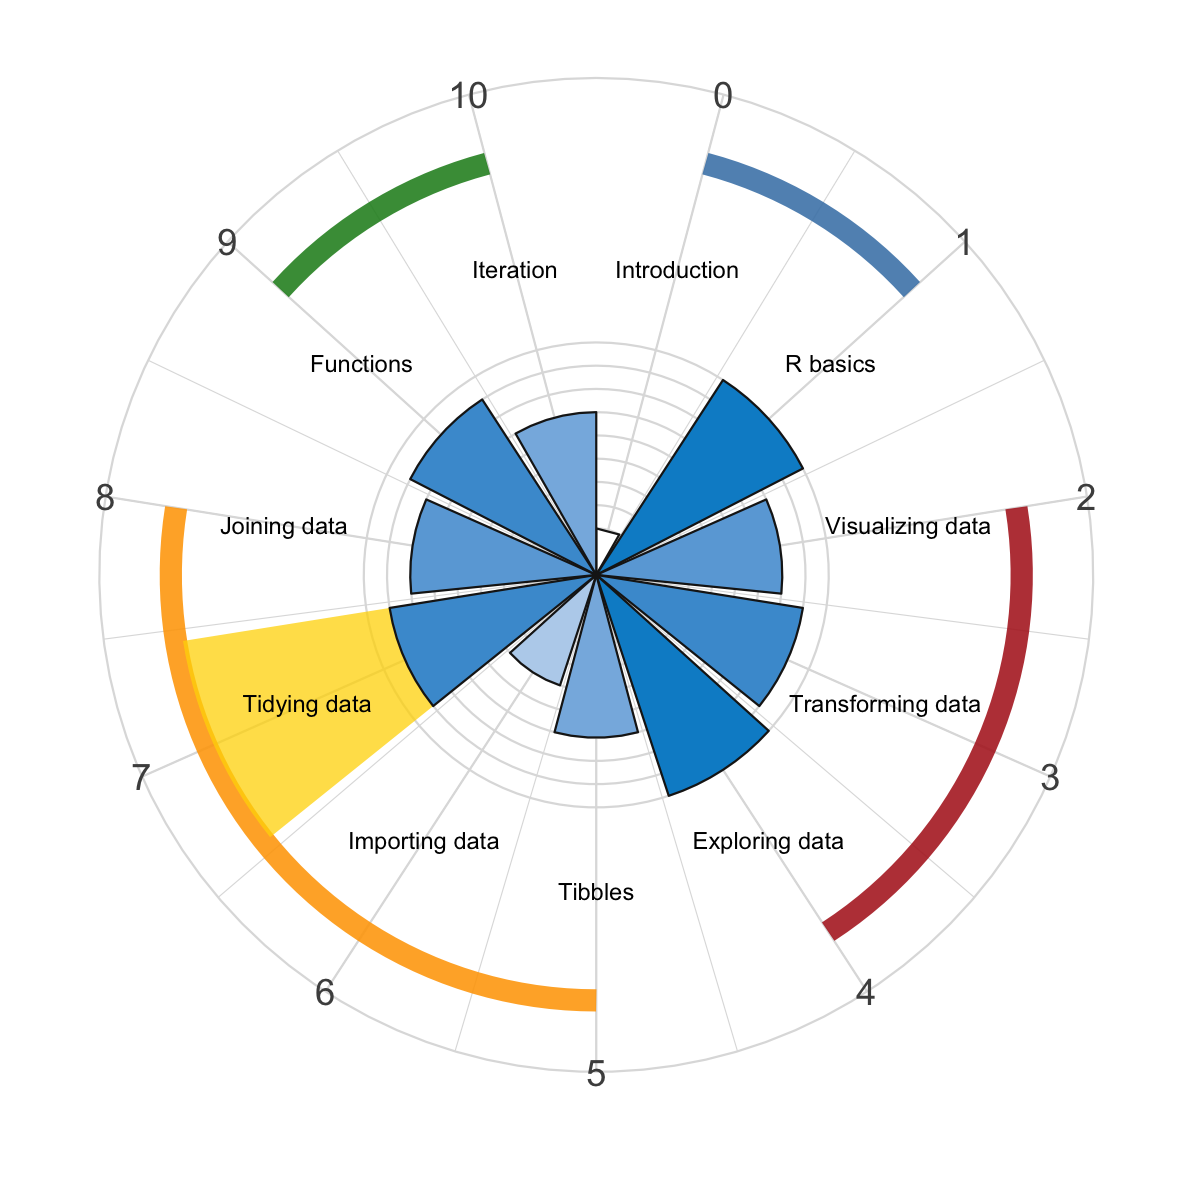 10
0
9
1
Iteration
Introduction
Functions
R basics
8
2
Joining data
Visualizing data
Tidying data
Transforming data
7
3
Importing data
Exploring data
Tibbles
6
4
5